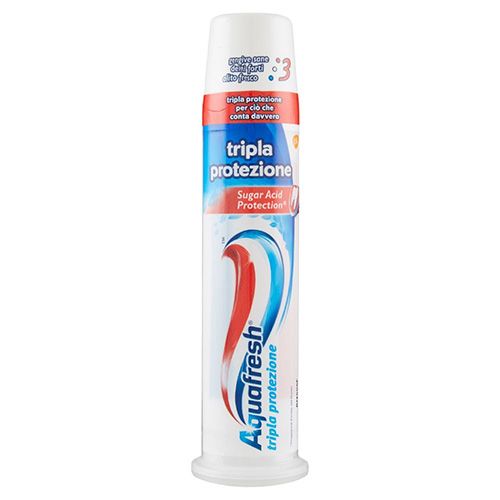 gengive sane
denti forti
alito fresco
3
tripla protezione
per ciò che
conta davvero
tripla
protezione
Sugar Acid
Protection*
Aquafresh®
tripla protezione
™